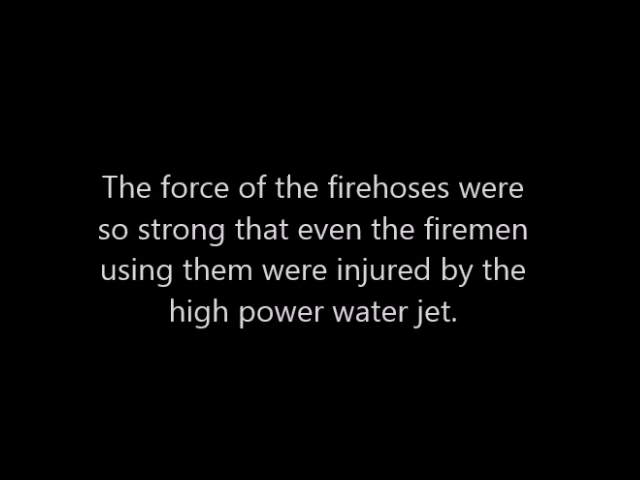 The force of the firehoses were
so strong that even the firemen
using them were injured by the
high power water jet.